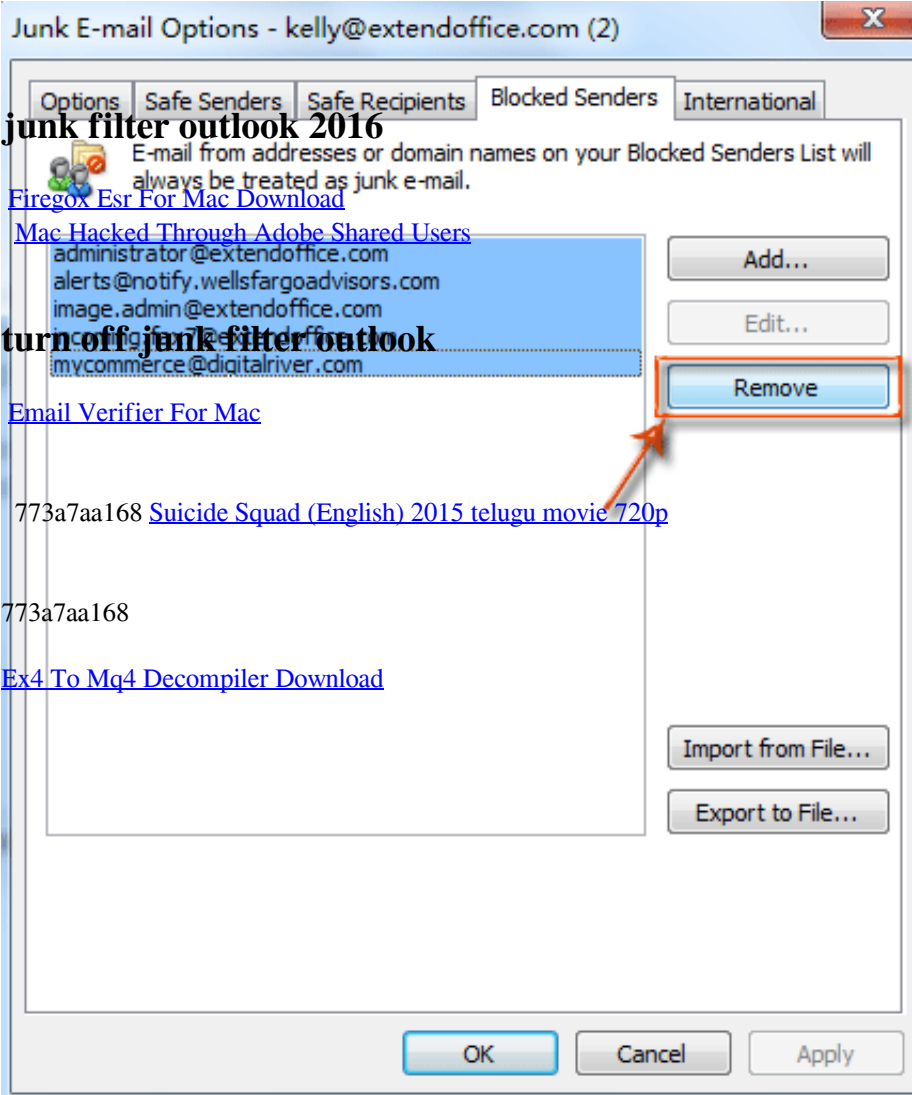 Junk E-mail Options - kelly@extendoffice.com (2)
x
Options Safe Senders Safe Recipients Blocked Senders International
junk filter outlook 2016
E-mail from addresses or domain names on your Blocked Senders List will
always be treated as junk e-mail.
Firegox Esr For Mac Download
Mac Hacked Through Adobe Shared Users
administrator@extendoffice.com
Add...
alerts@notify.wellsfargoadvisors.com
image.admin@extendoffice.com
Edit...
turn off junk filter outlook
mycommerce@digitalriver.com
Remove
Email Verifier For Mac
773a7aa168 Suicide Squad (English) 2015 telugu movie 720p
773a7aa168
Ex4 To Mq4 Decompiler Download
Import from File...
Export to File...
OK Cancel Apply